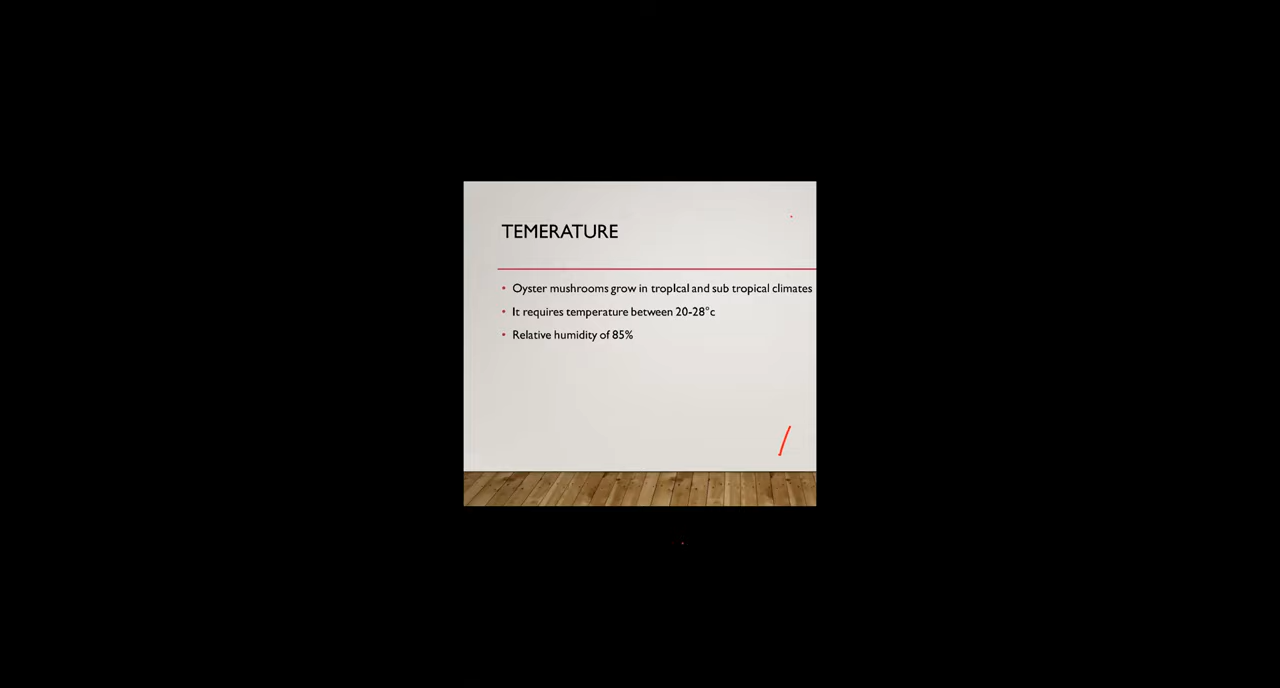 TEMERATURE
• Oyster mushrooms grow in tropIcal and sub tropical climates
• It requires temperature between 20-28°c
• Relative humidity of 85%